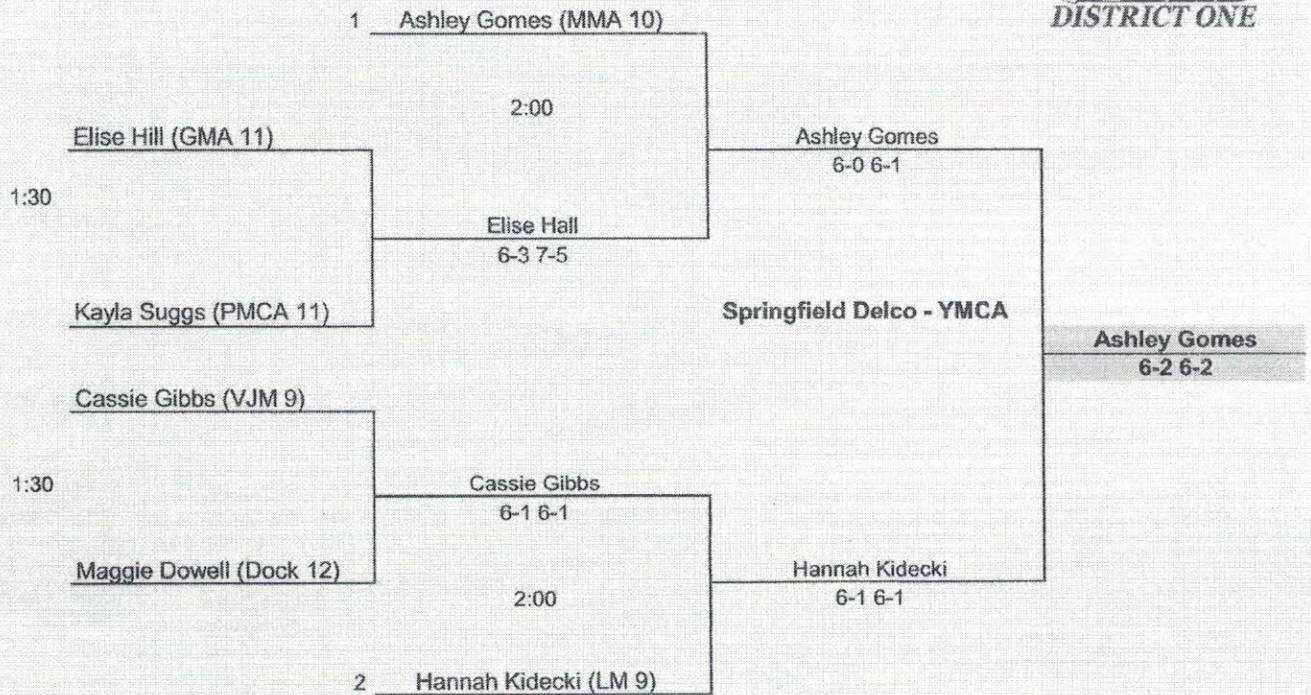 DISTRICT ONE
1 Ashley Gomes (MMA 10)
2:00
Elise Hill (GMA 11)
Ashley Gomes
6-0 6-1
1:30
Elise Hall
6-3 7-5
Kayla Suggs (PMCA 11)
Springfield Delco - YMCA
Ashley Gomes
6-2 6-2
Cassie Gibbs (VJM 9)
1:30
Cassie Gibbs
6-1 6-1
Maggie Dowell (Dock 12)
Hannah Kidecki
6-1 6-1
2:00
2 Hannah Kidecki (LM 9)